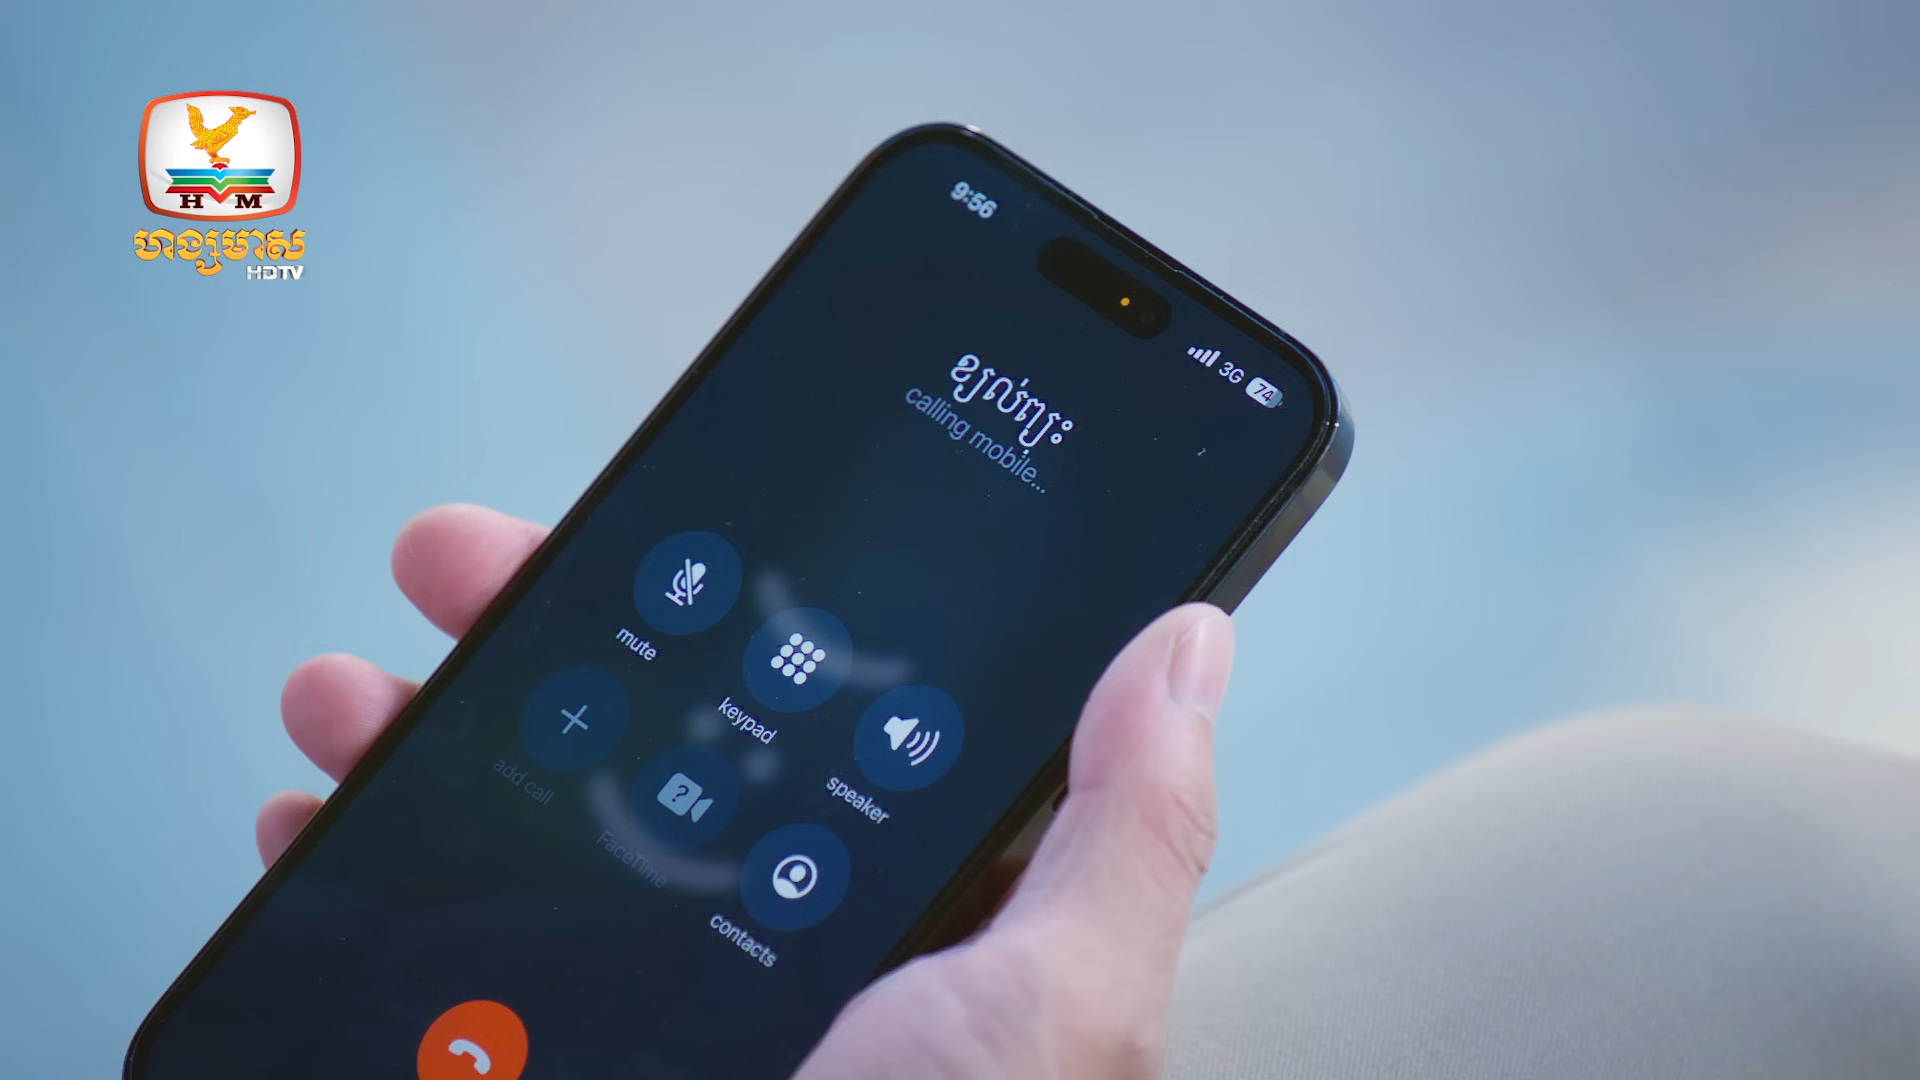 H M
ហង្សមាស
HDTV
9:56
3G 74
ខ្យល់ព្យុះ
calling mobile...
mute
keypad
speaker
add call
?
FaceTime
contacts